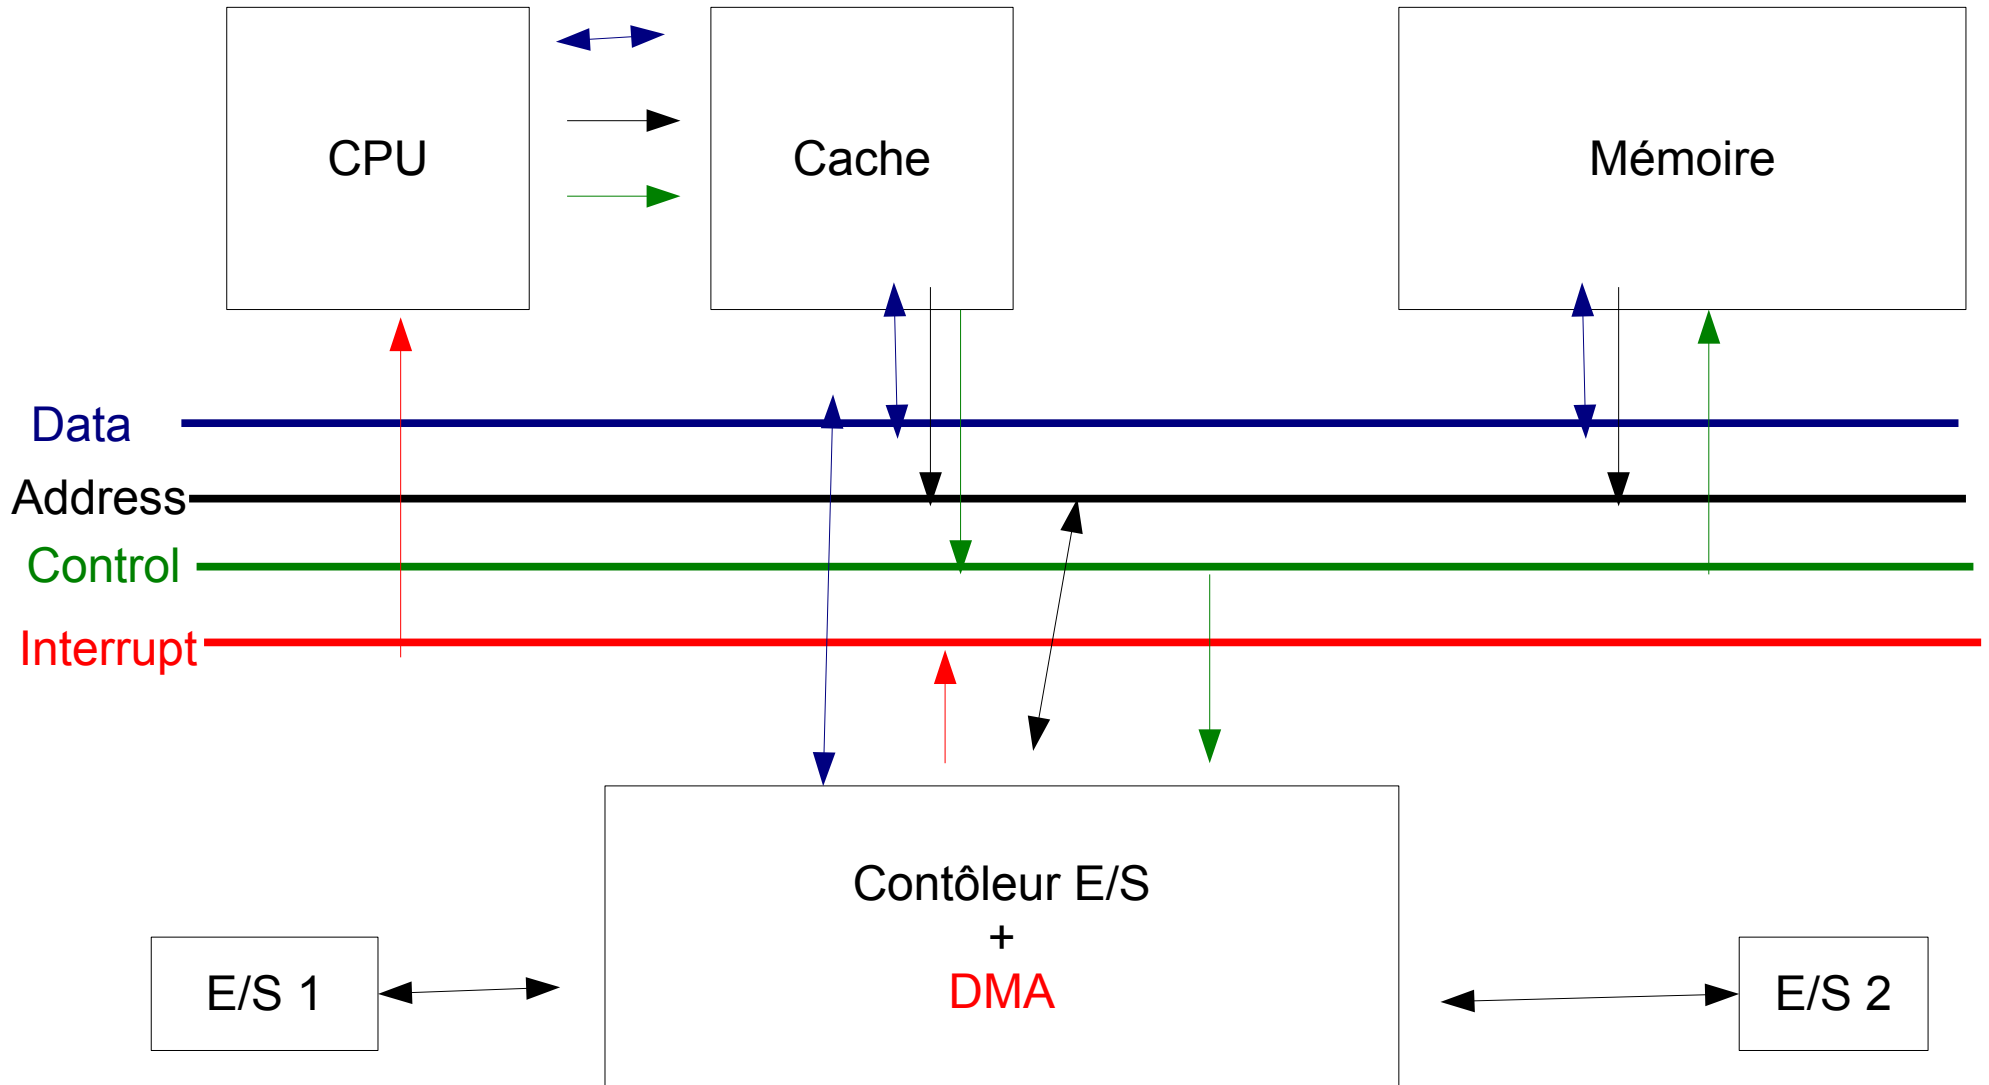 CPU
Cache
Mémoire
Data
Address
Control
Interrupt
Contôleur E/S
+
DMA
E/S 1
E/S 2